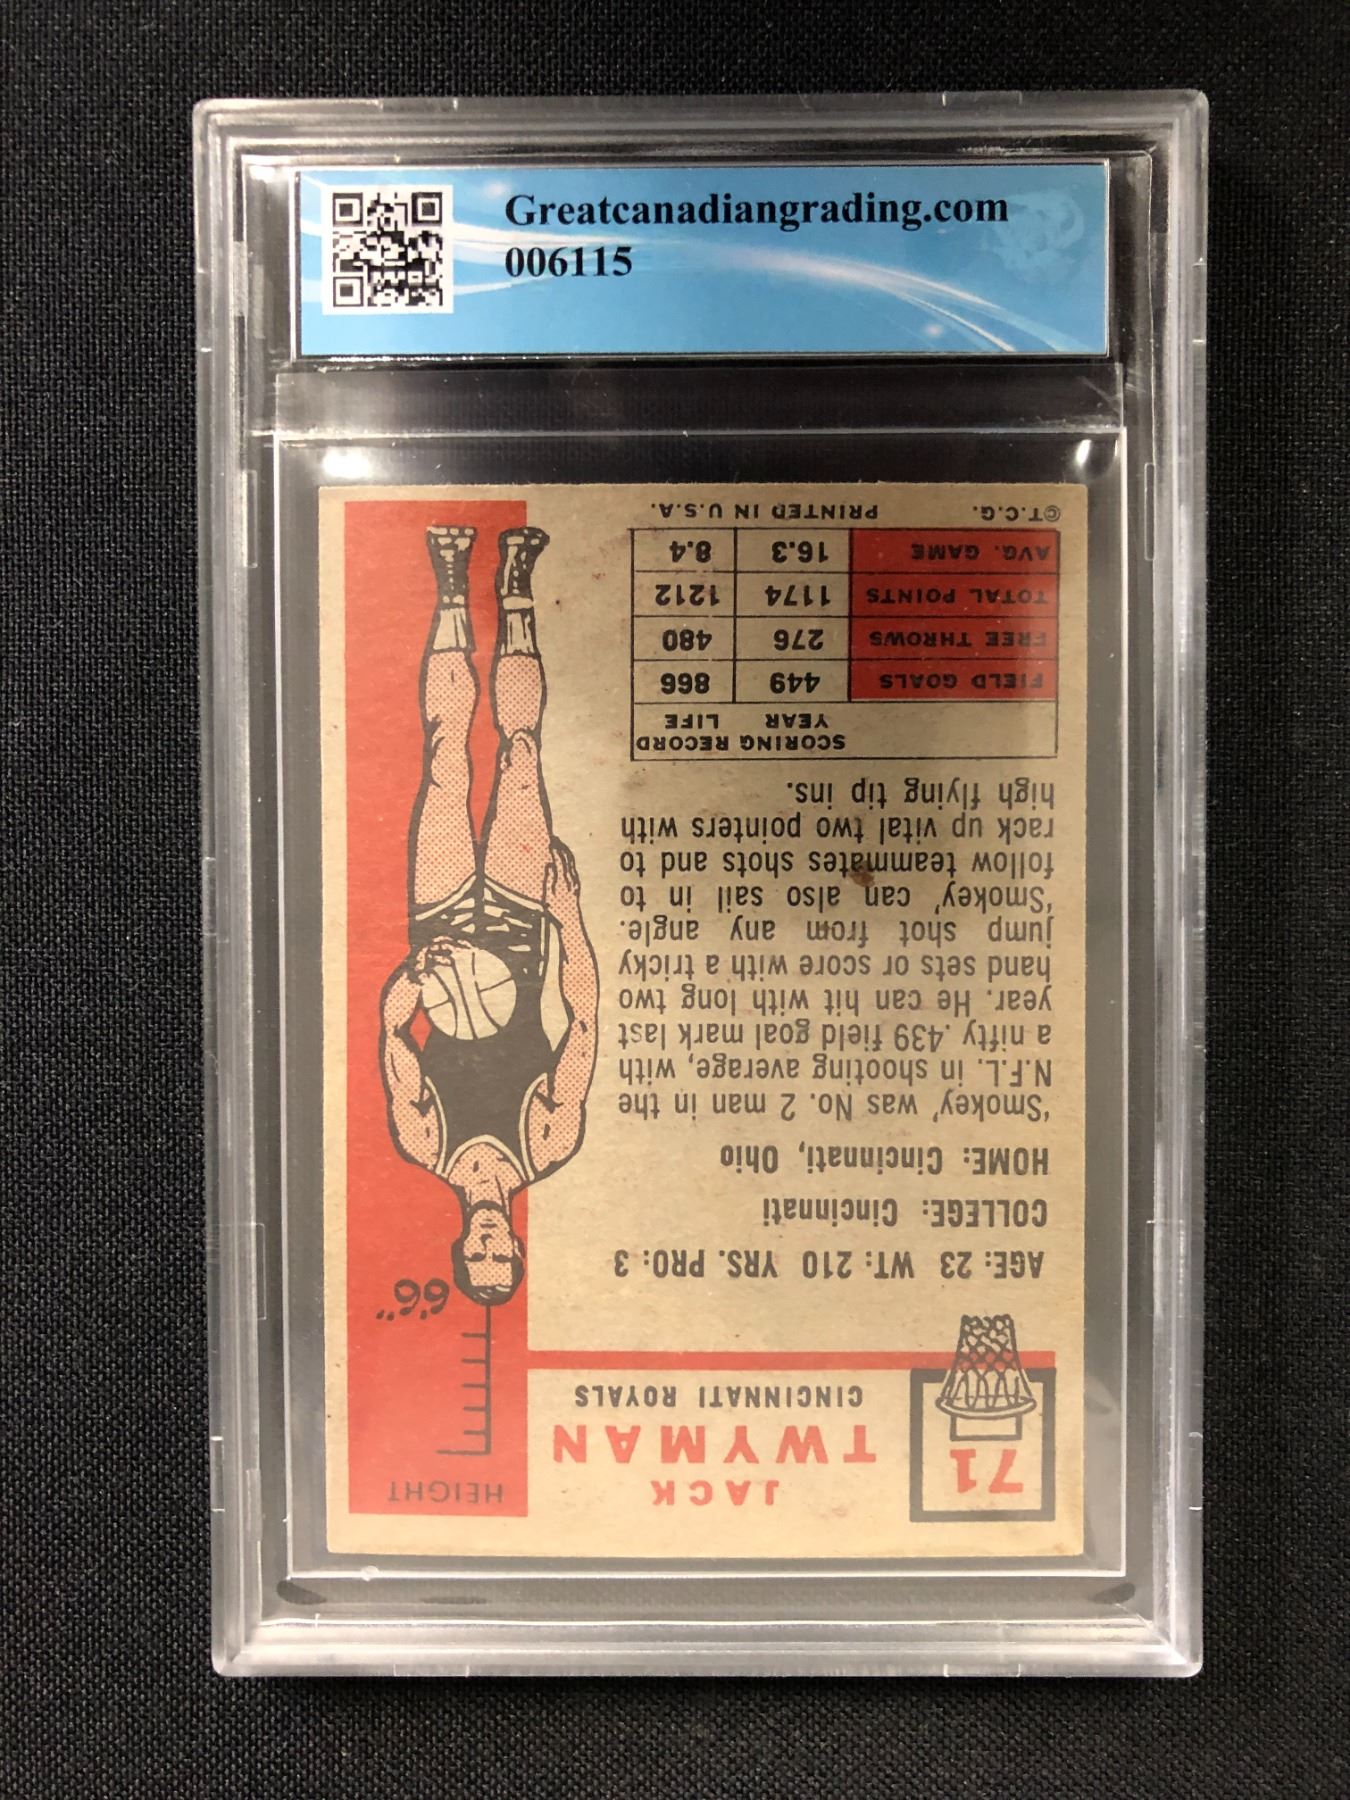 Greatcanadiangrading.com
006115
71
JACK
TWYMAN
CINCINNATI ROYALS
HEIGHT
6'6"
AGE: 23 WT: 210 YRS. PRO: 3
COLLEGE: Cincinnati
HOME: Cincinnati, Ohio
'Smokey' was No. 2 man in the
N.F.L. in shooting average, with
a nifty .439 field goal mark last
year. He can hit with long two
hand sets or score with a tricky
jump shot from any angle.
'Smokey' can also sail in to
follow teammates shots and to
rack up vital two pointers with
high flying tip ins.
SCORING RECORD
YEAR LIFE
FIELD GOALS 449 866
FREE THROWS 276 480
TOTAL POINTS 1174 1212
AVG. GAME 16.3 8.4
©T.C.G. PRINTED IN U.S.A.